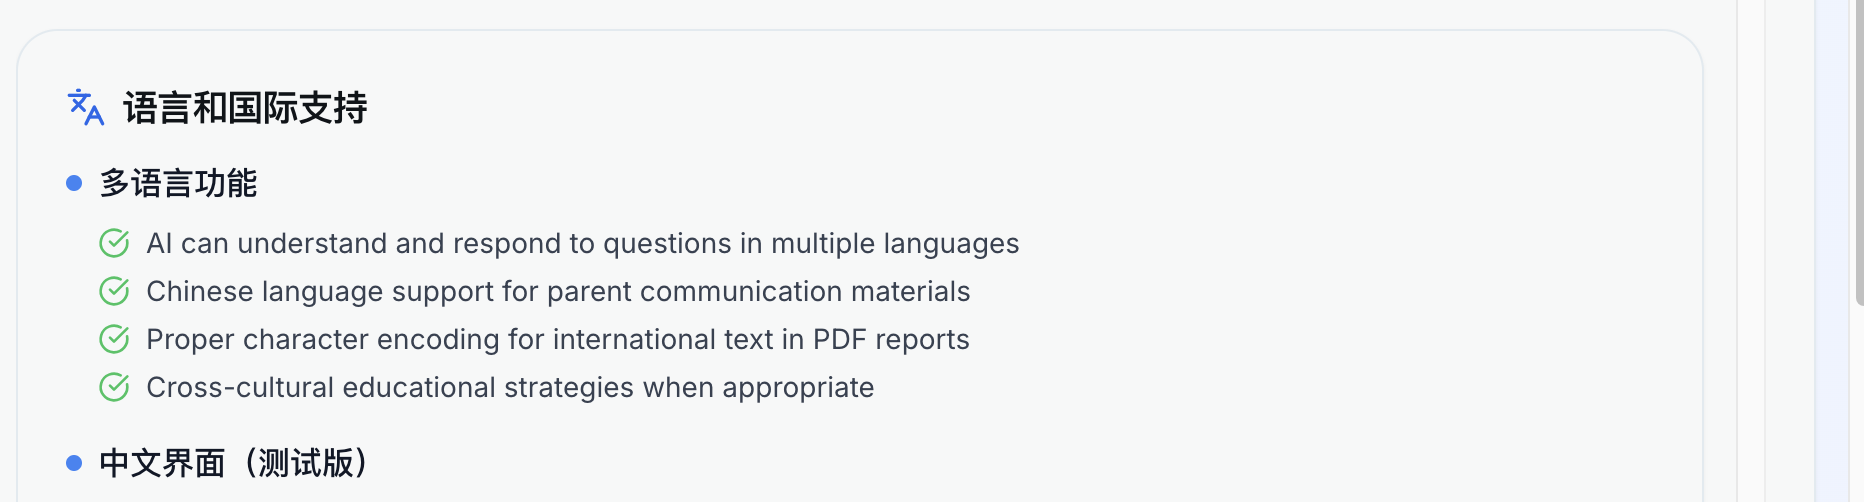 语言和国际支持
多语言功能
AI can understand and respond to questions in multiple languages
Chinese language support for parent communication materials
Proper character encoding for international text in PDF reports
Cross-cultural educational strategies when appropriate
中文界面（测试版）